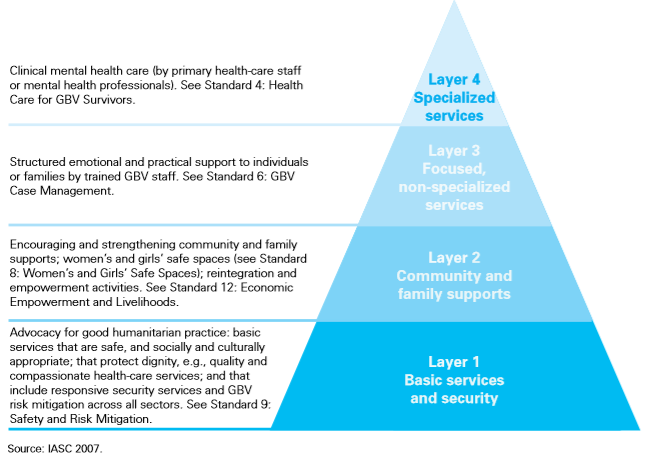 Clinical mental health care (by primary health-care staff
or mental health professionals). See Standard 4: Health
Care for GBV Survivors.
Layer 4
Specialized
services
Structured emotional and practical support to individuals
or families by trained GBV staff. See Standard 6: GBV
Case Management.
Layer 3
Focused,
non-specialized
services
Encouraging and strengthening community and family
supports; women’s and girls’ safe spaces (see Standard
8: Women’s and Girls’ Safe Spaces); reintegration and
empowerment activities. See Standard 12: Economic
Empowerment and Livelihoods.
Layer 2
Community and
family supports
Advocacy for good humanitarian practice: basic
services that are safe, and socially and culturally
appropriate; that protect dignity, e.g., quality and
compassionate health-care services; and that
include responsive security services and GBV
risk mitigation across all sectors. See Standard 9:
Safety and Risk Mitigation.
Layer 1
Basic services
and security
Source: IASC 2007.